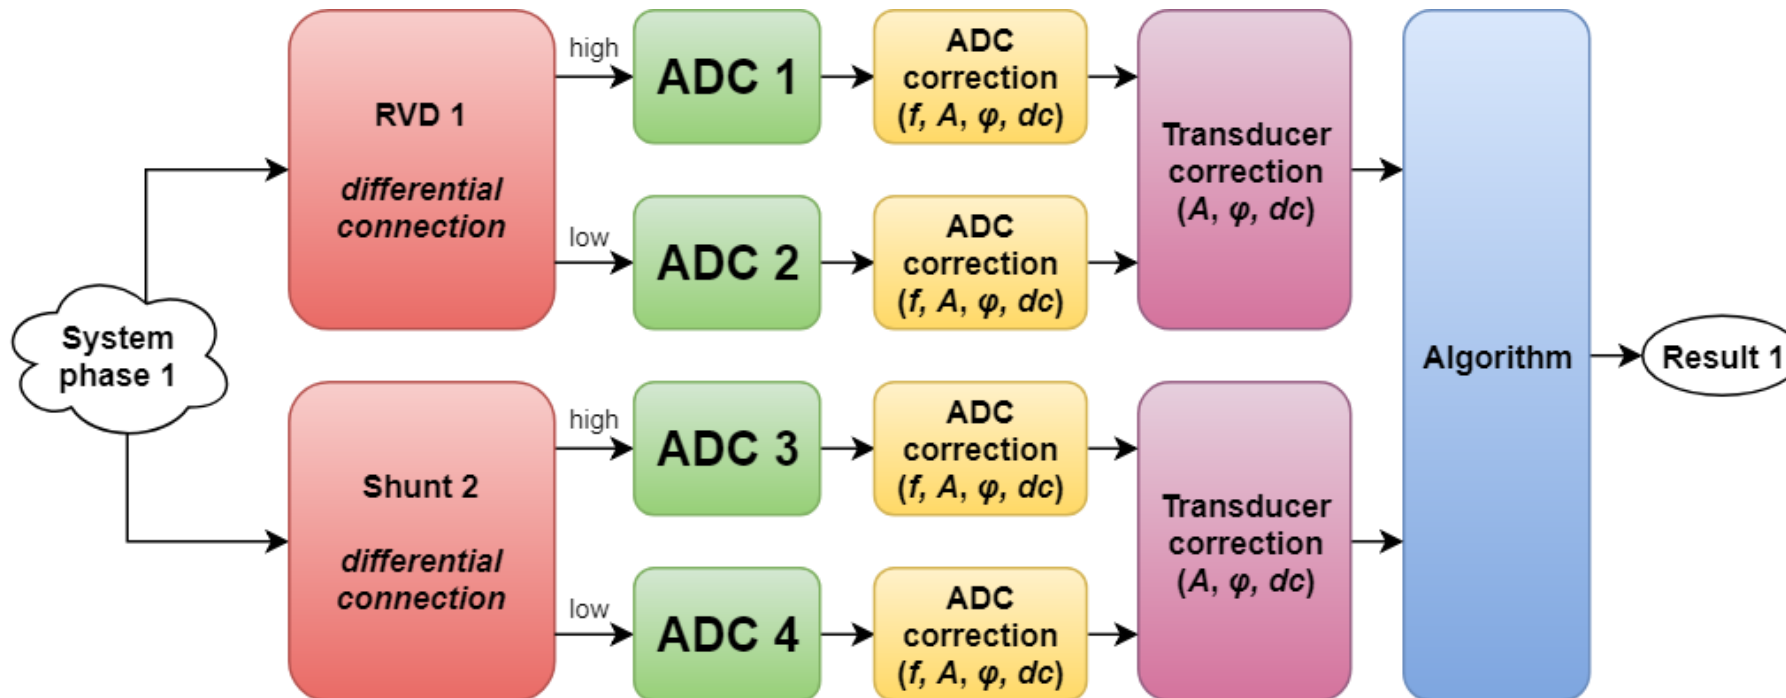 System
phase 1
RVD 1
differential
connection
high
low
ADC 1
ADC
correction
(f, A, φ, dc)
ADC 2
ADC
correction
(f, A, φ, dc)
Transducer
correction
(A, φ, dc)
Shunt 2
differential
connection
high
low
ADC 3
ADC
correction
(f, A, φ, dc)
ADC 4
ADC
correction
(f, A, φ, dc)
Transducer
correction
(A, φ, dc)
Algorithm
Result 1